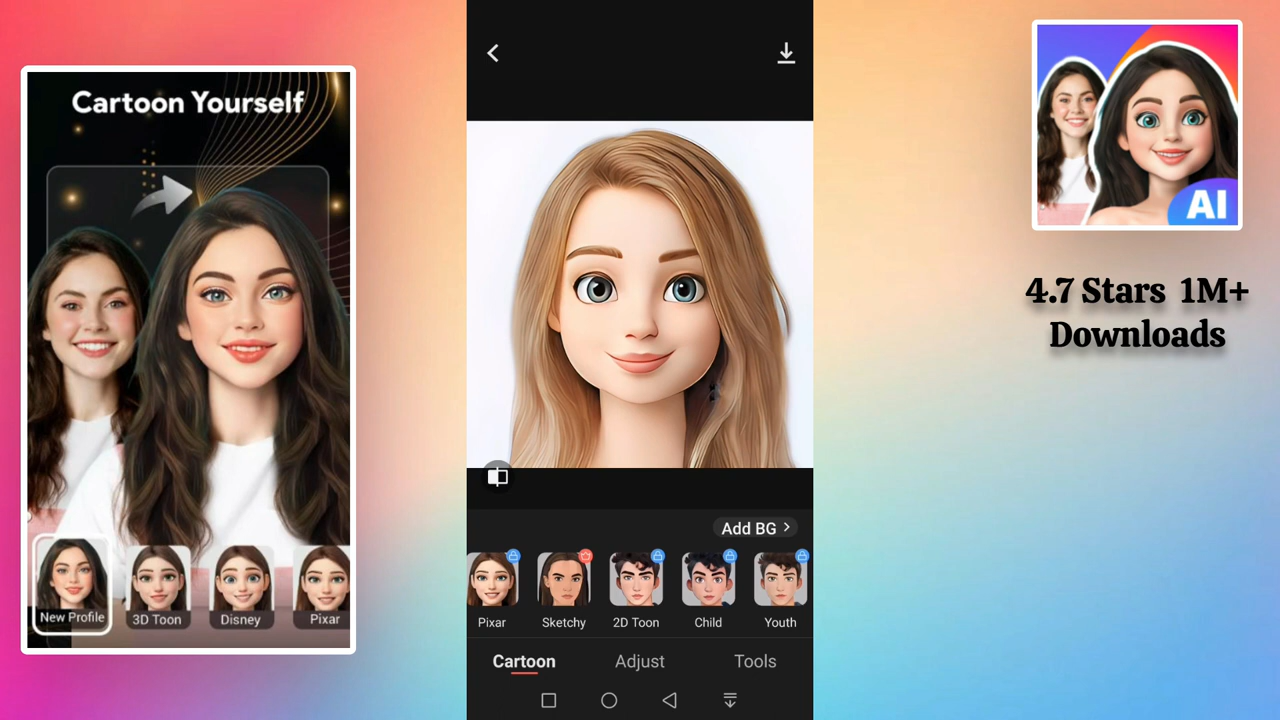 Cartoon Yourself
New Profile
3D Toon
Disney
Pixar
Add BG
Pixar
Sketchy
2D Toon
Child
Youth
Cartoon
Adjust
Tools
AI
4.7 Stars 1M+
Downloads